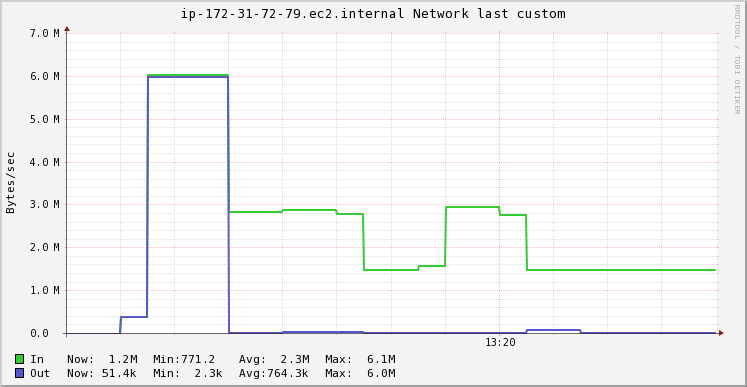 ip-172-31-72-79.ec2.internal Network last custom
RRDTOOL / TOBI OETIKER
Bytes/sec
7.0 M
6.0 M
5.0 M
4.0 M
3.0 M
2.0 M
1.0 M
0.0
13:20
In Now: 1.2M Min:771.2 Avg: 2.3M Max: 6.1M
Out Now: 51.4k Min: 2.3k Avg:764.3k Max: 6.0M